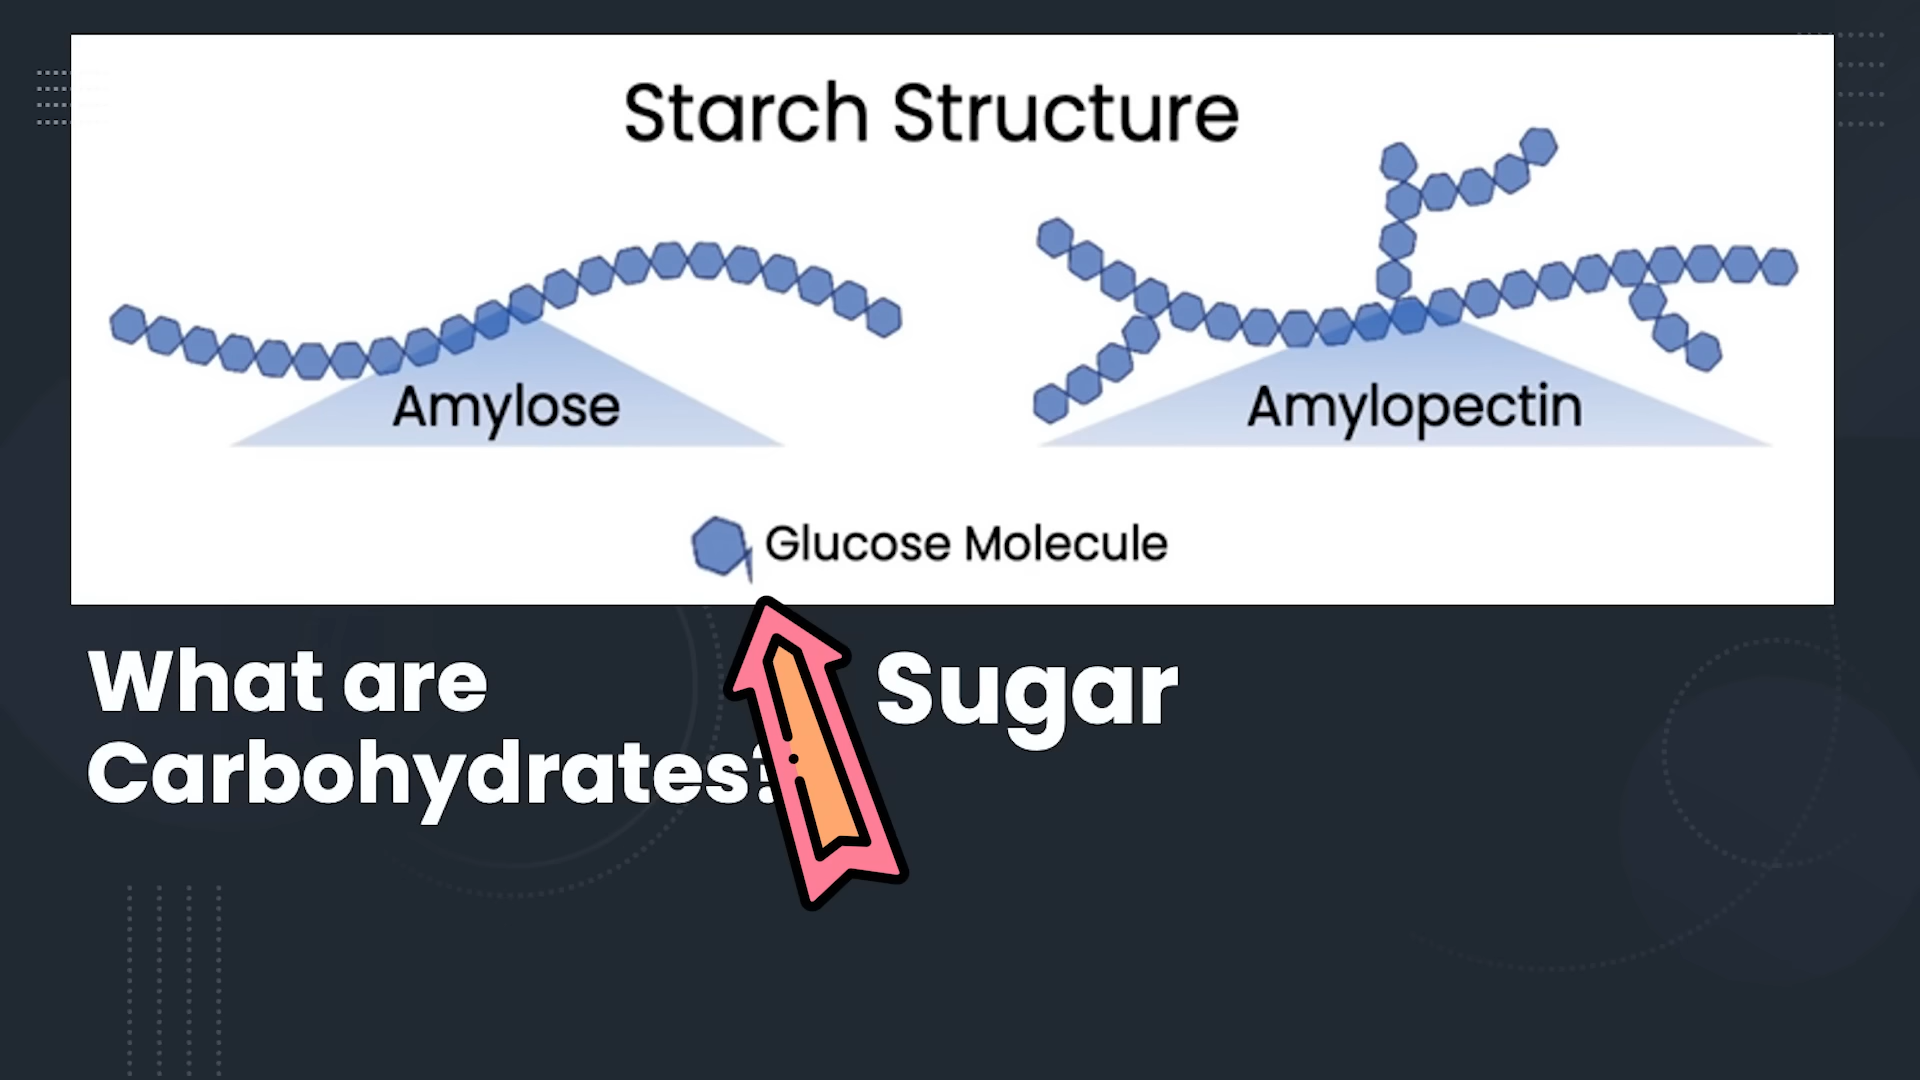 Starch Structure
Amylose
Amylopectin
Glucose Molecule
What are
Carbohydrates?
Sugar